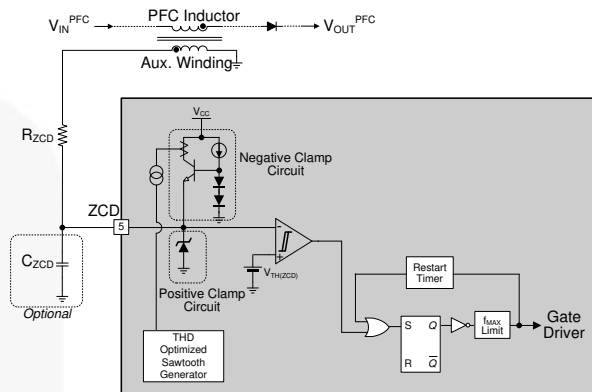 V_IN^PFC
PFC Inductor
V_OUT^PFC
Aux. Winding
R_ZCD
V_CC
Negative Clamp
Circuit
ZCD
5
C_ZCD
Optional
Positive Clamp
Circuit
V_TH(ZCD)
-
+
THD
Optimized
Sawtooth
Generator
Restart
Timer
S Q
R Q̅
f_MAX
Limit
Gate
Driver